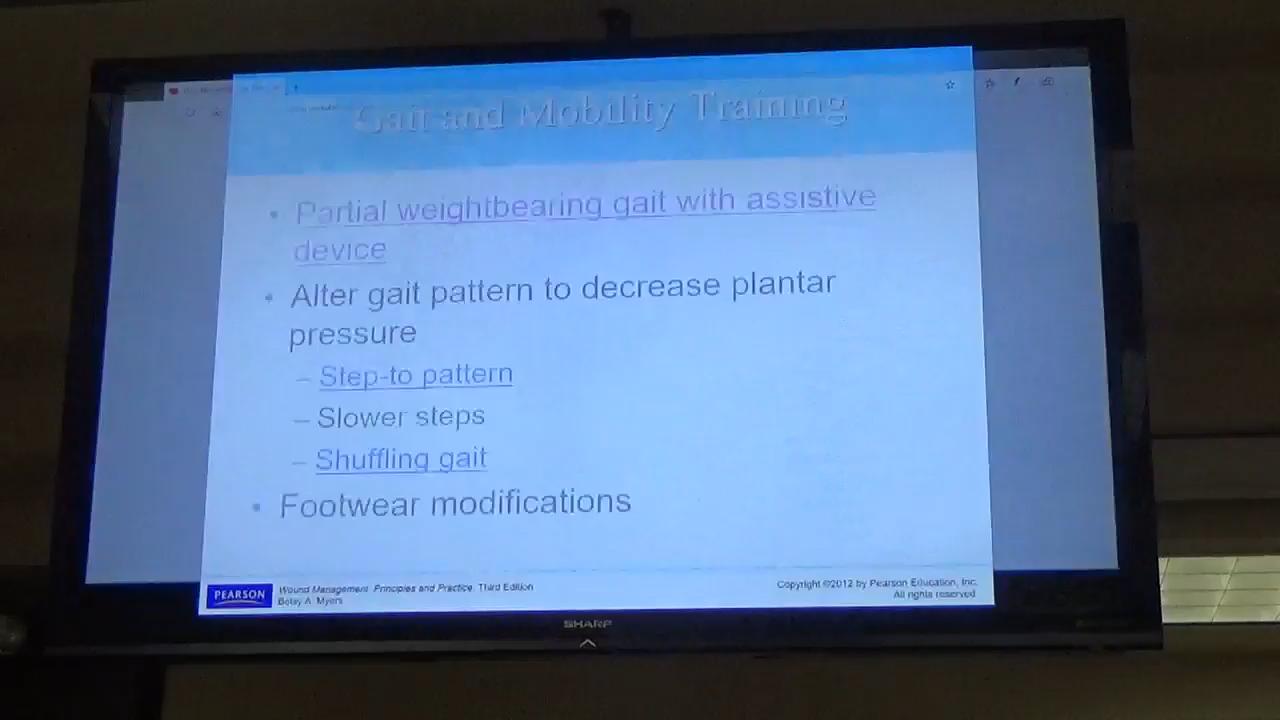 Gait and Mobility Training
• Partial weightbearing gait with assistive
device
• Alter gait pattern to decrease plantar
pressure
– Step-to pattern
– Slower steps
– Shuffling gait
• Footwear modifications
PEARSON
Wound Management Principles and Practice, Third Edition
Betsy A. Myers
Copyright ©2012 by Pearson Education, Inc.
All rights reserved
SHARP